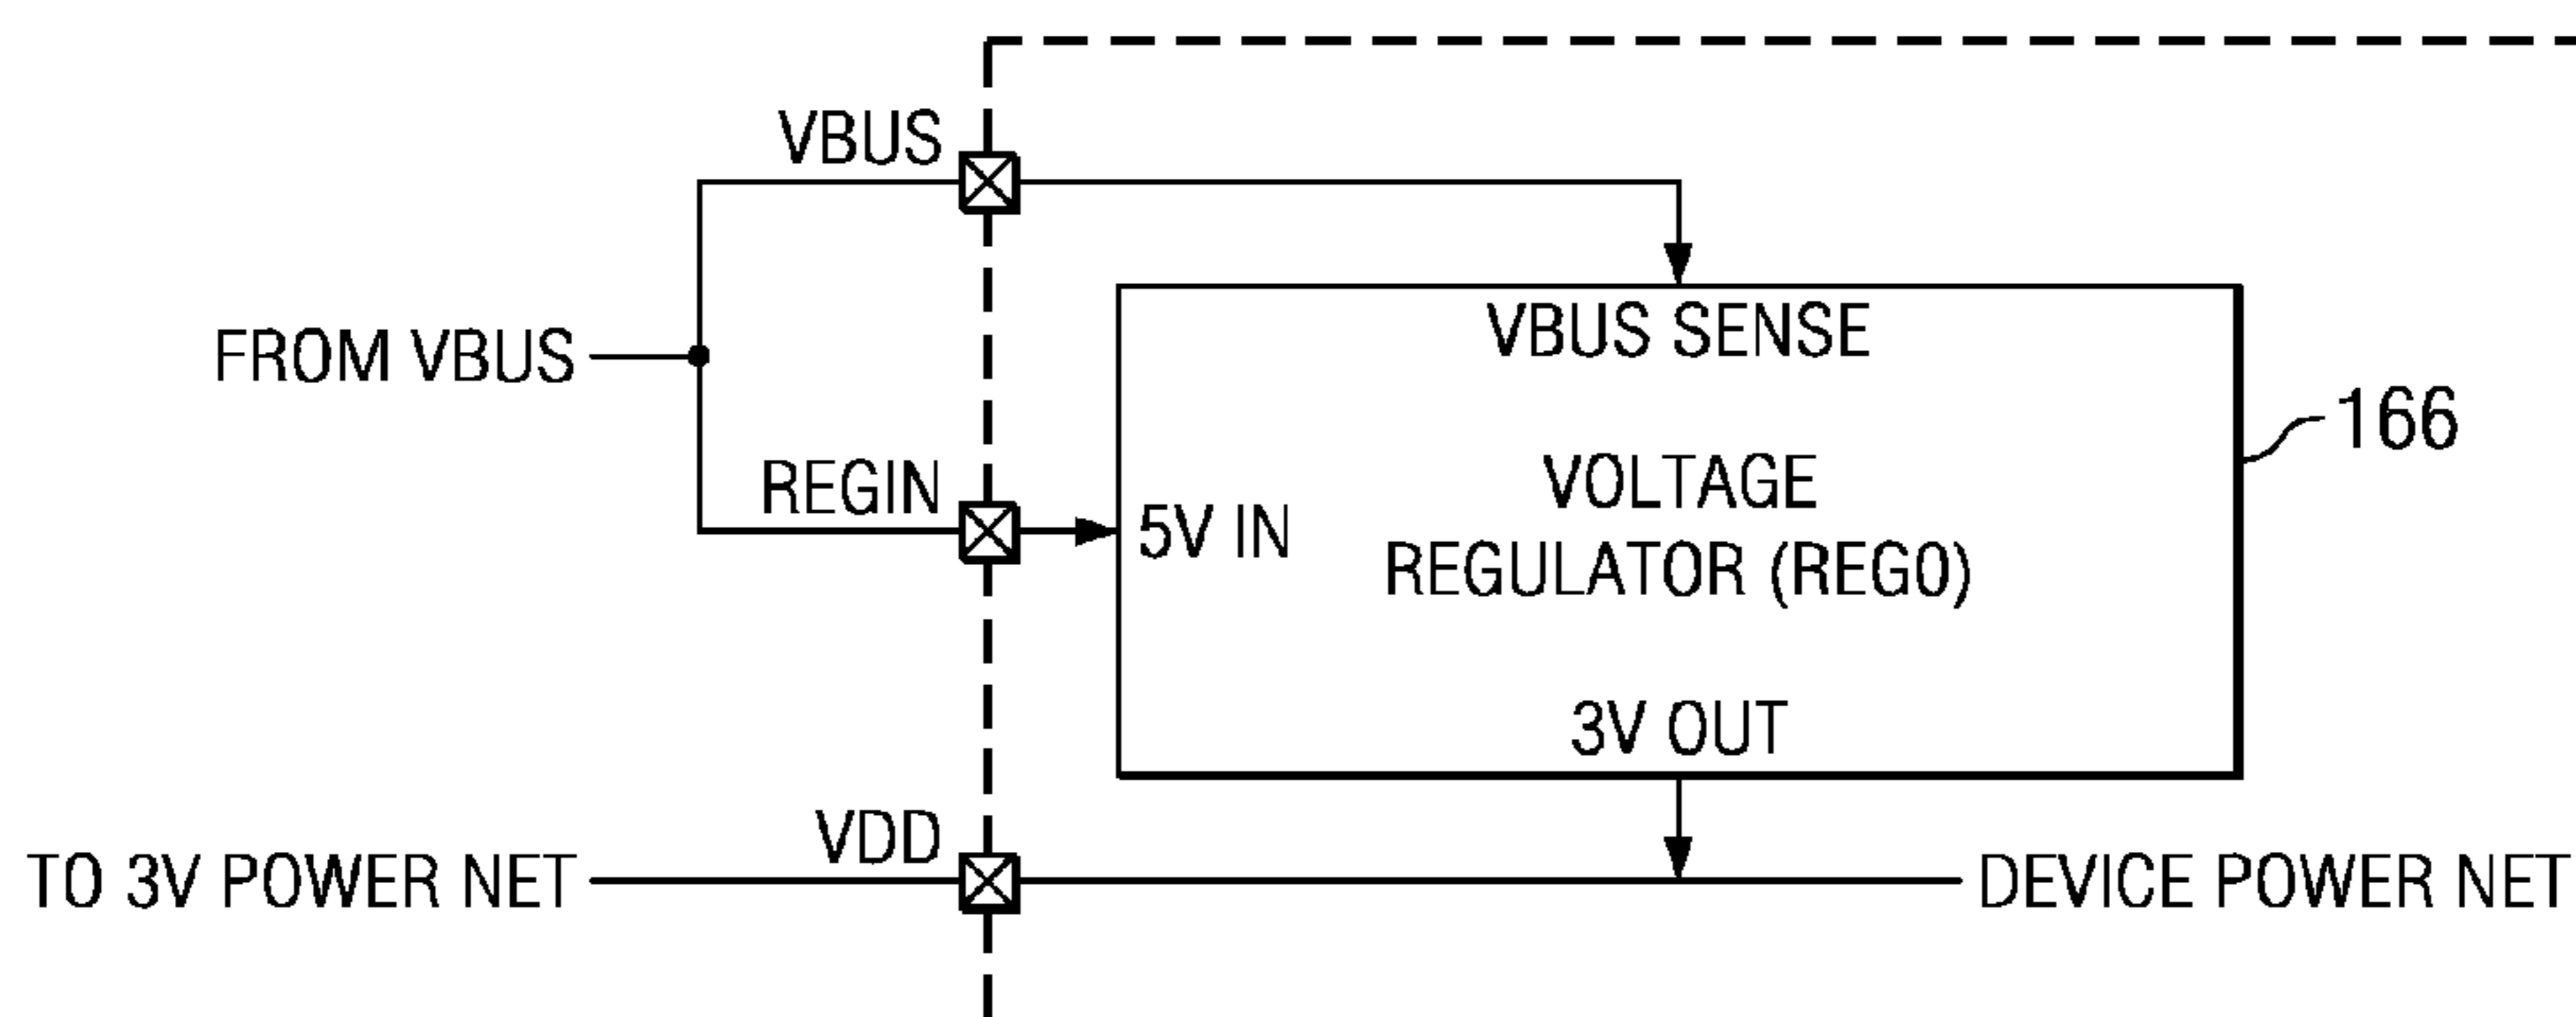 VBUS
VBUS SENSE
FROM VBUS
166
REGIN
5V IN
VOLTAGE
REGULATOR (REG0)
3V OUT
VDD
TO 3V POWER NET
DEVICE POWER NET